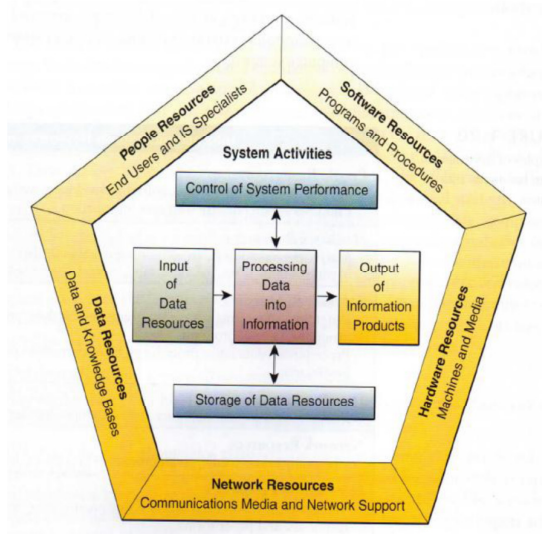 People Resources
End Users and IS Specialists
Software Resources
Programs and Procedures
System Activities
Control of System Performance
Input
of
Data
Resources
Processing
Data
into
Information
Output
of
Information
Products
Storage of Data Resources
Data Resources
Data and Knowledge Bases
Hardware Resources
Machines and Media
Network Resources
Communications Media and Network Support